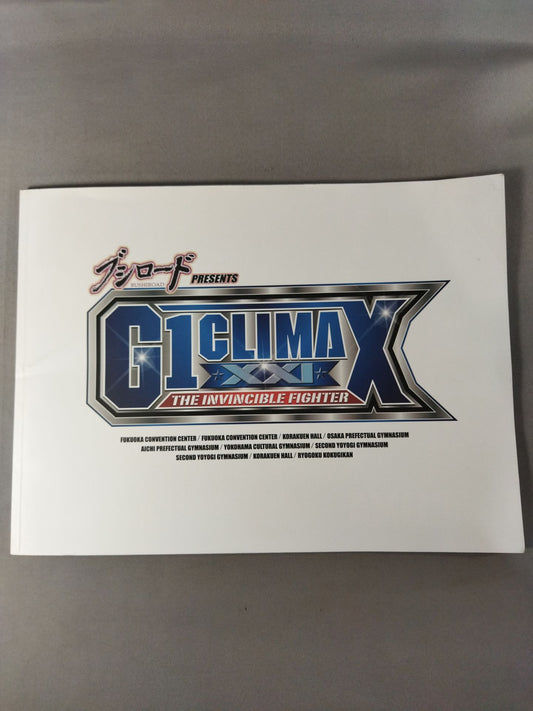 ブシロード PRESENTS
BUSHIROAD
G1 CLIMAX
XXI
THE INVINCIBLE FIGHTER
FUKUOKA CONVENTION CENTER / FUKUOKA CONVENTION CENTER / KORAKUEN HALL / OSAKA PREFECTUAL GYMNASIUM
AICHI PREFECTUAL GYMNASIUM / YOKOHAMA CULTURAL GYMNASIUM / SECOND YOYOGI GYMNASIUM
SECOND YOYOGI GYMNASIUM / KORAKUEN HALL / RYOGOKU KOKUGIKAN